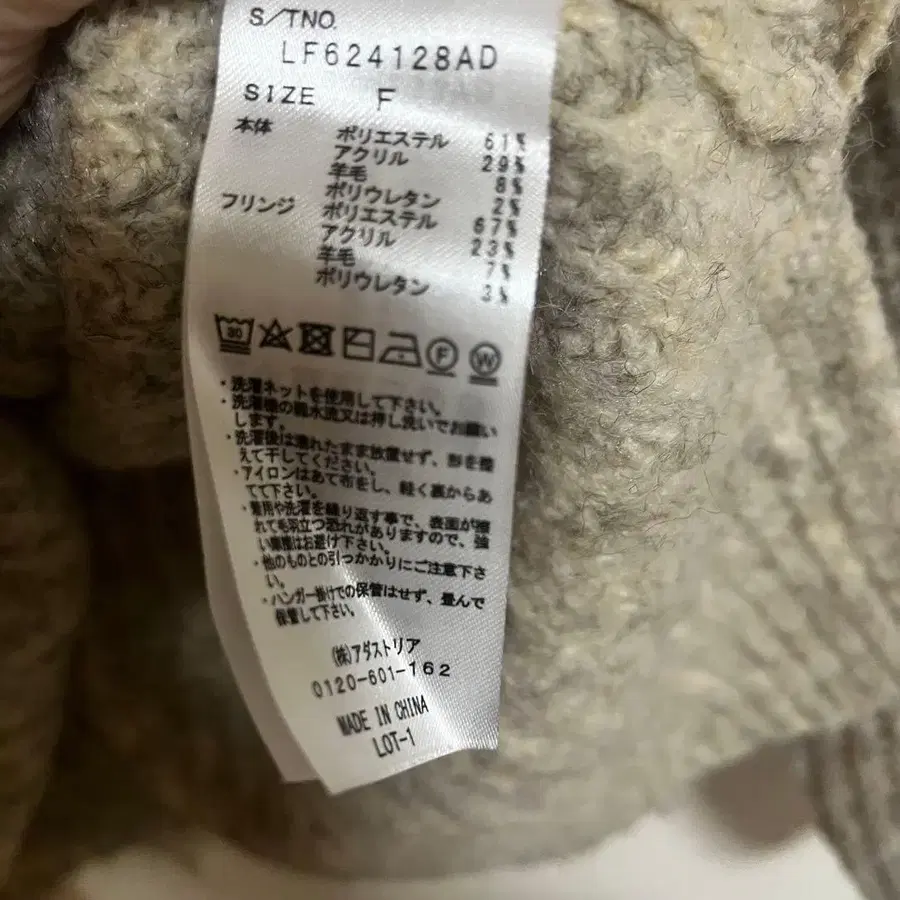 S/TNO.
LF624128AD
SIZE F
本体 ポリエステル 61%
アクリル 29%
羊毛 8%
ポリウレタン 2%
フリンジ ポリエステル 67%
アクリル 23%
羊毛 7%
ポリウレタン 3%
30 F W
・洗濯ネットを使用して下さい。
・洗濯機の弱水流又は押し洗いでお願い
します。
・洗濯後は濡れたまま放置せず、形を整
えて干してください。
・アイロンはあて布をし、軽く裏からあ
てて下さい。
・着用や洗濯を繰り返す事で、表面が擦
れて毛羽立つ恐れがありますので、強
い摩擦はお避け下さい。
・他のものとの引っかかりにご注意下さ
い。
・ハンガー掛けでの保管はせず、畳んで
保管して下さい。
(株)アダストリア
0120-601-162
MADE IN CHINA
LOT-1